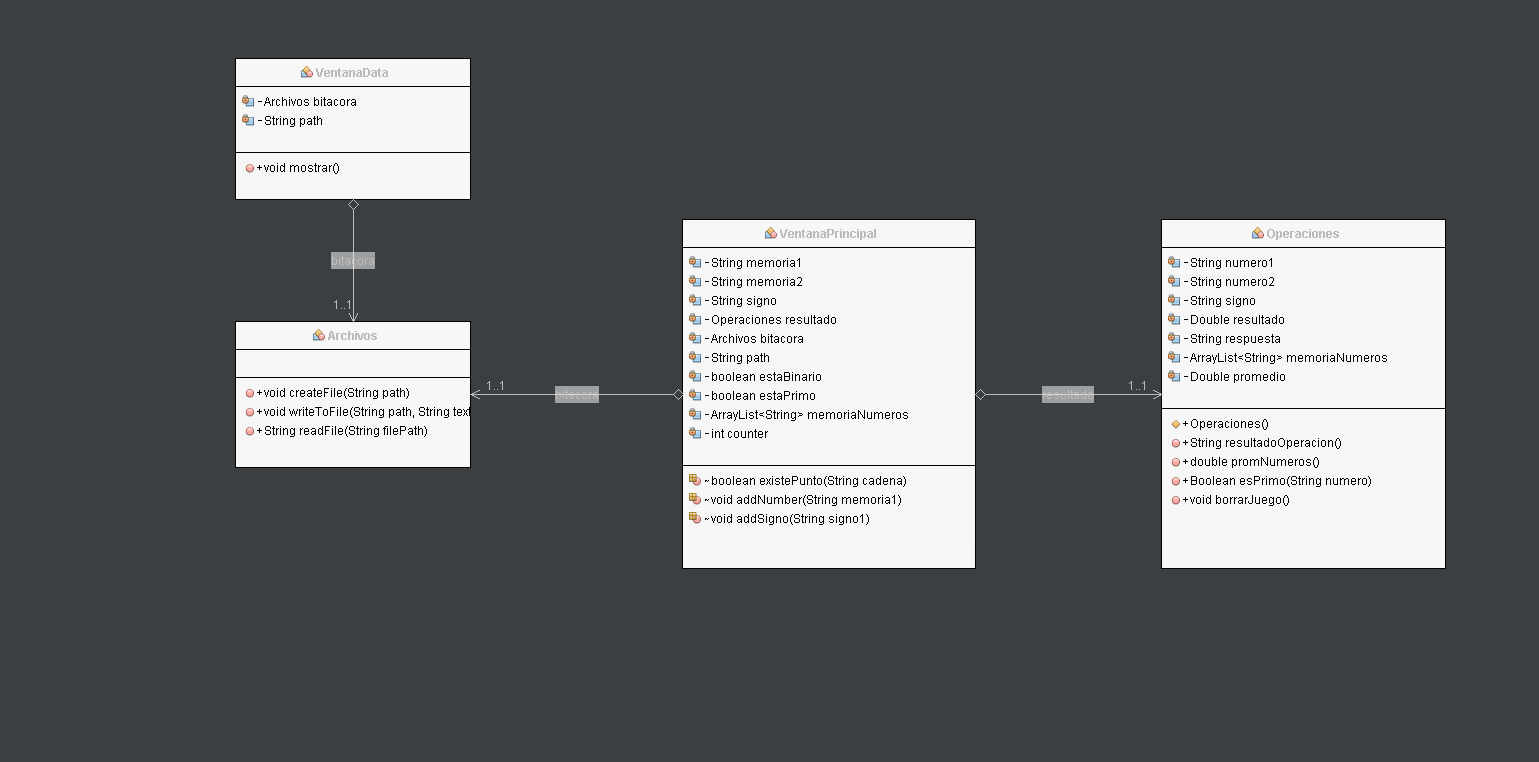 VentanaData
-Archivos bitacora
-String path
+void mostrar()
bitacora
1..1
Archivos
+void createFile(String path)
+void writeToFile(String path, String text
+String readFile(String filePath)
1..1
bitacora
VentanaPrincipal
-String memoria1
-String memoria2
-String signo
-Operaciones resultado
-Archivos bitacora
-String path
-boolean estaBinario
-boolean estaPrimo
-ArrayList<String> memoriaNumeros
-int counter
~boolean existePunto(String cadena)
~void addNumber(String memoria1)
~void addSigno(String signo1)
resultado
1..1
Operaciones
-String numero1
-String numero2
-String signo
-Double resultado
-String respuesta
-ArrayList<String> memoriaNumeros
-Double promedio
+Operaciones()
+String resultadoOperacion()
+double promNumeros()
+Boolean esPrimo(String numero)
+void borrarJuego()